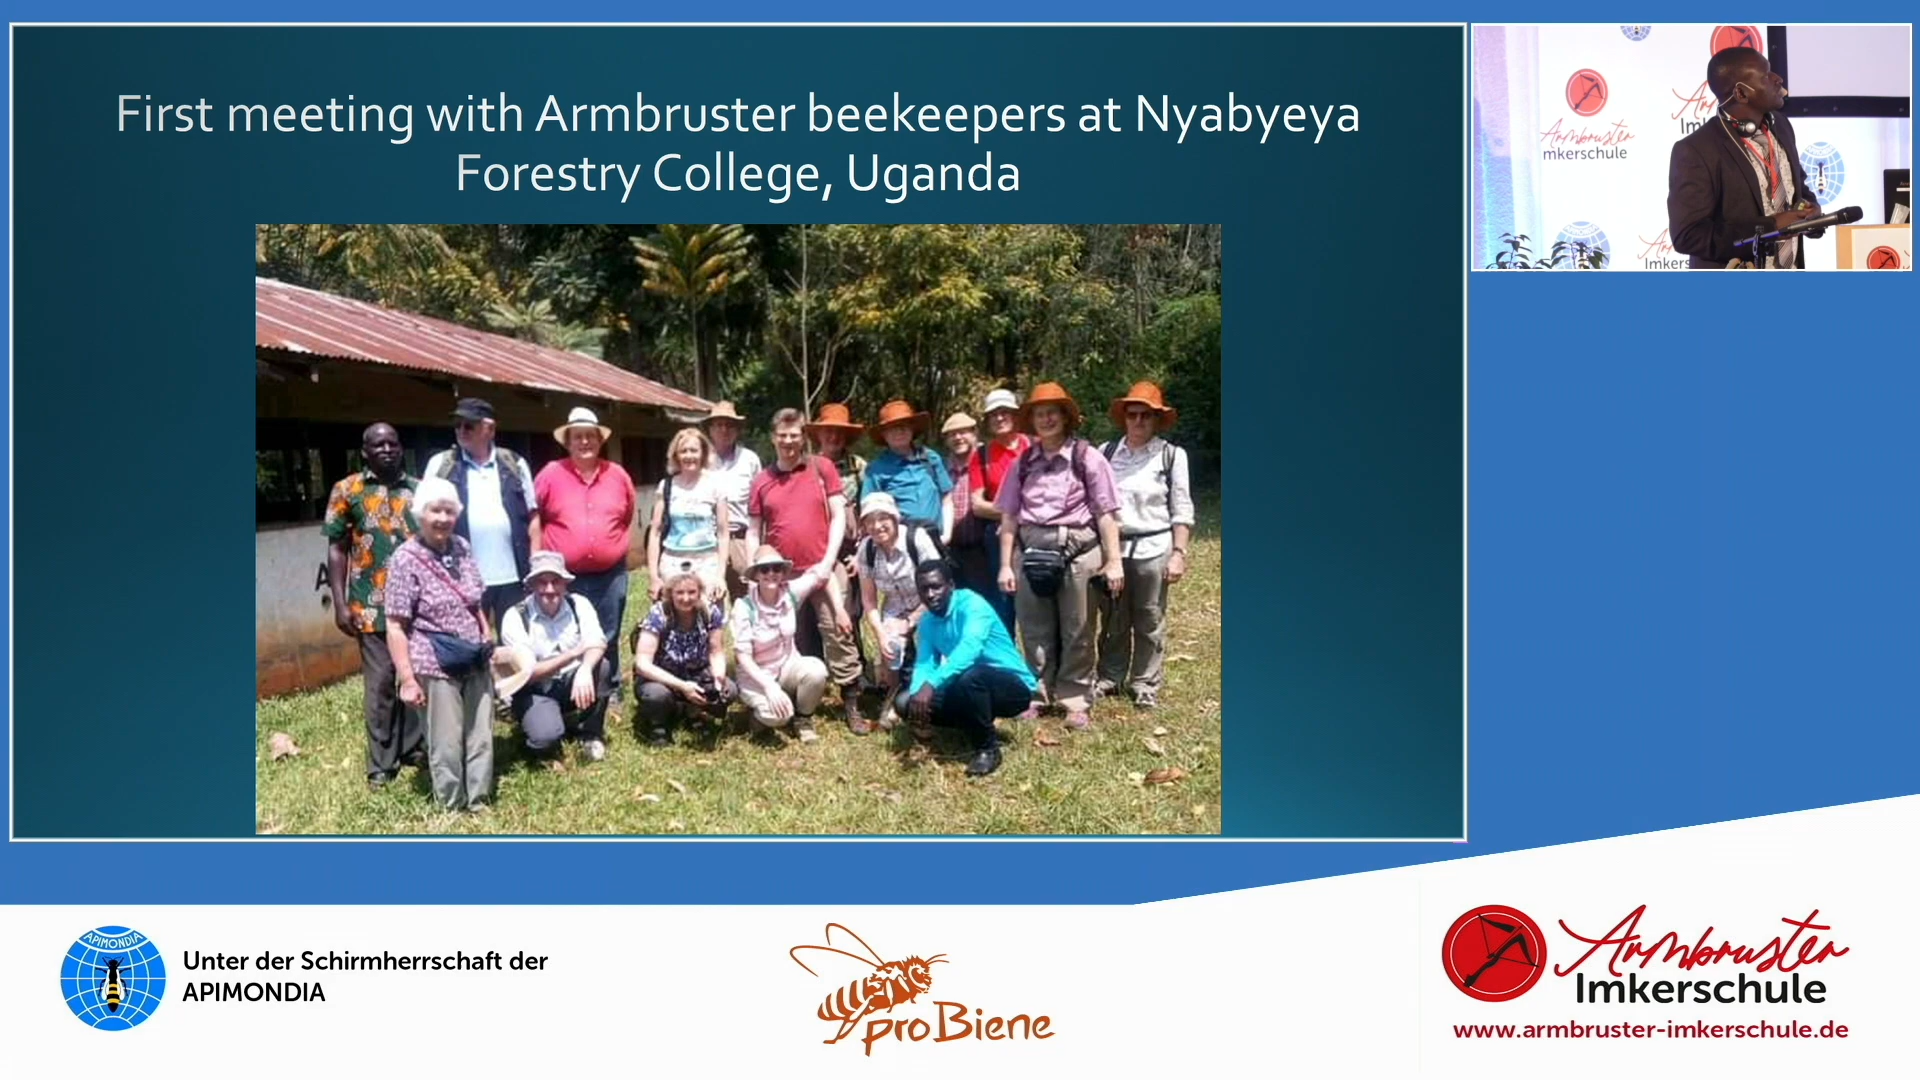 First meeting with Armbruster beekeepers at Nyabyeya
Forestry College, Uganda
Armbruster
mkerschule
Imkers
A
APIMONDIA
Unter der Schirmherrschaft der
APIMONDIA
proBiene
Armbruster
Imkerschule
www.armbruster-imkerschule.de